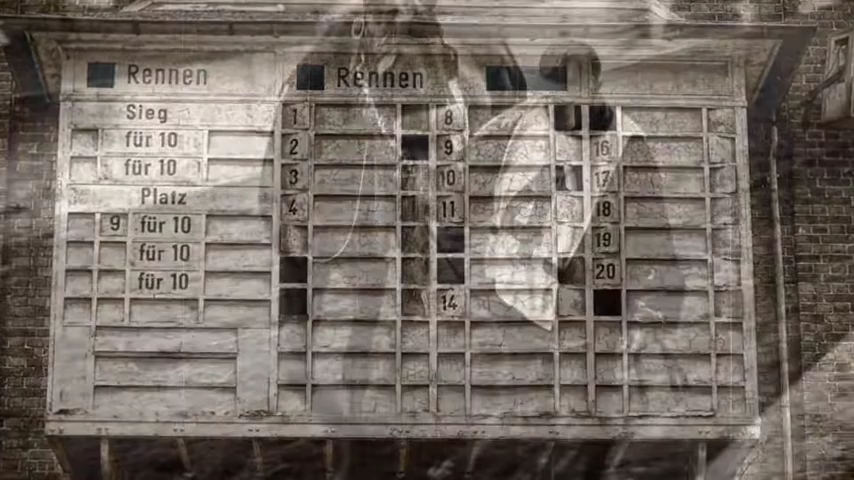 Rennen Rennen
Sieg
für 10
für 10
Platz
9 für 10
für 10
für 10
1 8
2 9 16
3 10 17
4 11 18
19
20
14